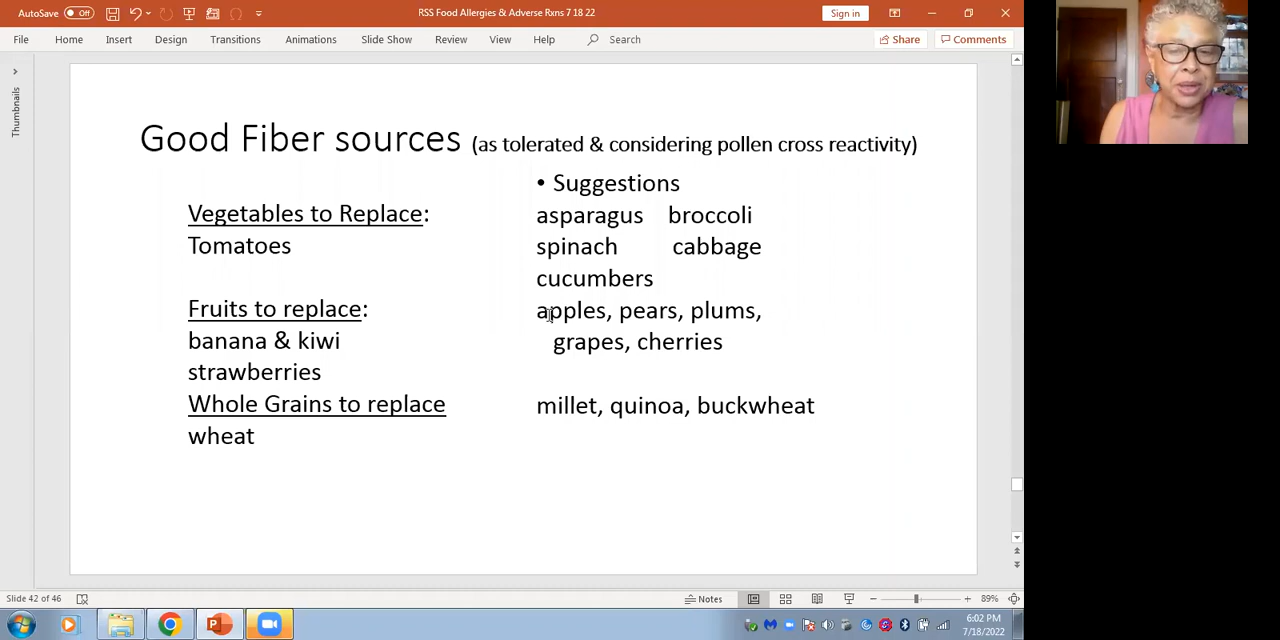 AutoSave Off
RSS Food Allergies & Adverse Rxns 7 18 22
Sign in
File Home Insert Design Transitions Animations Slide Show Review View Help Search
Share Comments
Thumbnails
Good Fiber sources (as tolerated & considering pollen cross reactivity)
• Suggestions
Vegetables to Replace:
asparagus broccoli
Tomatoes
spinach cabbage
cucumbers
Fruits to replace:
apples, pears, plums,
banana & kiwi
grapes, cherries
strawberries
Whole Grains to replace
millet, quinoa, buckwheat
wheat
Slide 42 of 46
Notes
89%
6:02 PM
7/18/2022